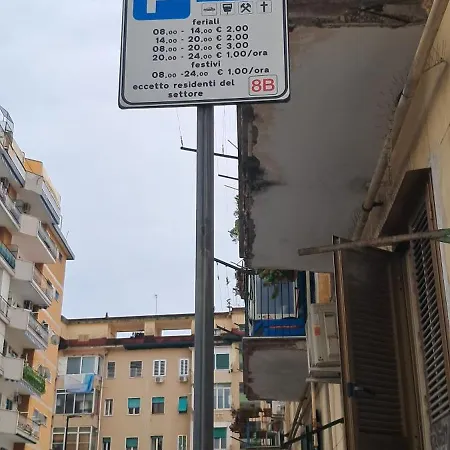 P
feriali
08,00 - 14,00 € 2,00
14,00 - 20,00 € 2,00
08,00 - 20,00 € 3,00
20,00 - 24,00 € 1,00/ora
festivi
08,00 -24,00 € 1,00/ora
eccetto residenti del
settore 8B